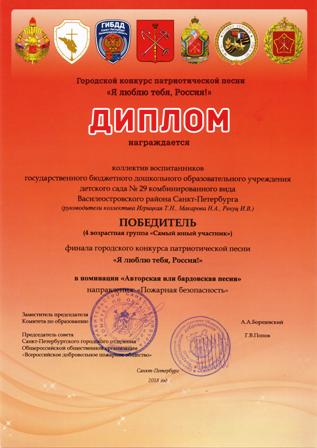 ГИБДД
Городской конкурс патриотической песни
«Я люблю тебя, Россия!»
ДИПЛОМ
награждается
коллектив воспитанников
государственного бюджетного дошкольного образовательного учреждения
детского сада № 29 комбинированного вида
Василеостровского района Санкт-Петербурга
(руководители коллектива Т.Н., Макарова Н.А., И.В.)
ПОБЕДИТЕЛЬ
(4 возрастная группа «Самый юный участник»)
финала городского конкурса патриотической песни
«Я люблю тебя, Россия!»
в номинации «Авторская или бардовская песня»
направления «Пожарная безопасность»
Заместитель председателя
Комитета по образованию
А.А.Борщевский
Председатель совета
Санкт-Петербургского городского отделения
Общероссийской общественной организации
«Всероссийское добровольное пожарное общество»
Г.В.Попов
Санкт-Петербург
2018 год